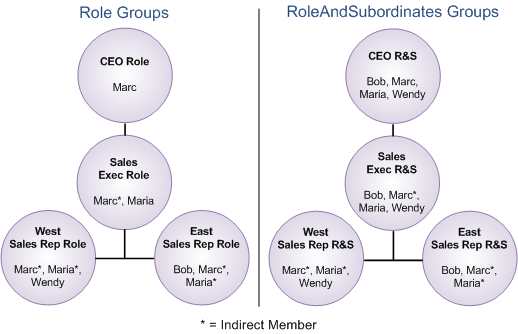 Role Groups
CEO Role
Marc
Sales
Exec Role
Marc*, Maria
West
Sales Rep Role
Marc*, Maria*,
Wendy
East
Sales Rep Role
Bob, Marc*,
Maria*
RoleAndSubordinates Groups
CEO R&S
Bob, Marc,
Maria, Wendy
Sales
Exec R&S
Bob, Marc*,
Maria, Wendy
West
Sales Rep R&S
Marc*, Maria*,
Wendy
East
Sales Rep R&S
Bob, Marc*,
Maria*
* = Indirect Member